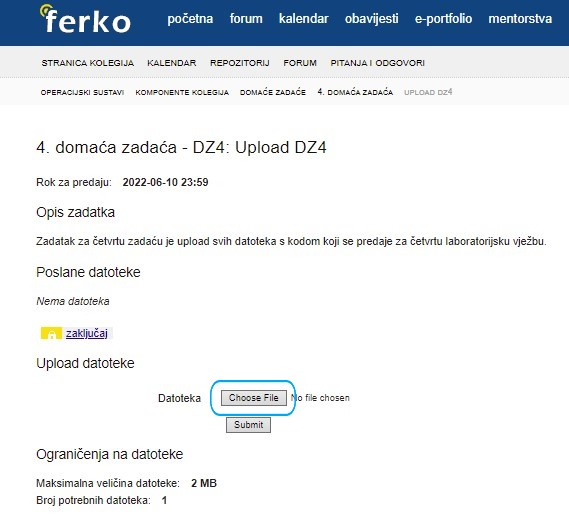 ferko
početna forum kalendar obavijesti e-portfolio mentorstva
STRANICA KOLEGIJA KALENDAR REPOZITORIJ FORUM PITANJA I ODGOVORI
OPERACIJSKI SUSTAVI KOMPONENTE KOLEGIJA DOMAĆE ZADAĆE 4. DOMAĆA ZADAĆA UPLOAD DZ4
4. domaća zadaća - DZ4: Upload DZ4
Rok za predaju: 2022-06-10 23:59
Opis zadatka
Zadatak za četvrtu zadaću je upload svih datoteka s kodom koji se predaje za četvrtu laboratorijsku vježbu.
Poslane datoteke
Nema datoteka
zaključaj
Upload datoteke
Datoteka Choose File No file chosen
Submit
Ograničenja na datoteke
Maksimalna veličina datoteke: 2 MB
Broj potrebnih datoteka: 1